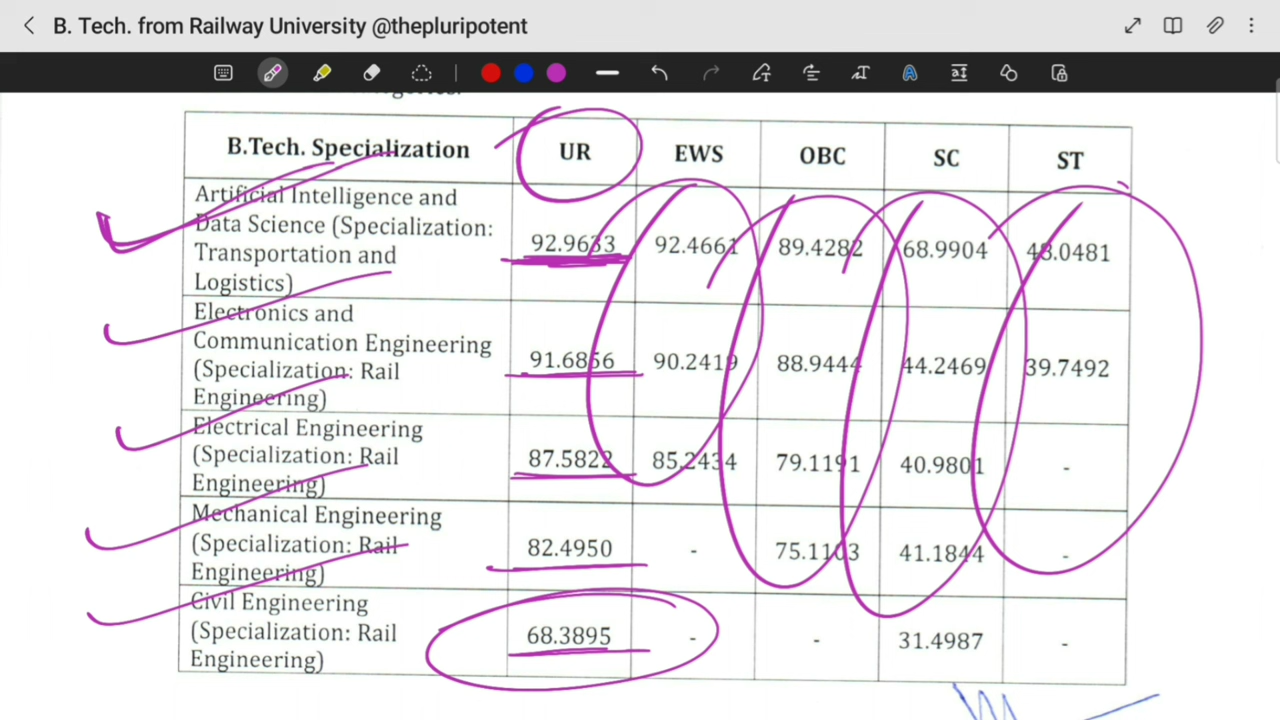 B. Tech. from Railway University @thepluripotent
B.Tech. Specialization UR EWS OBC SC ST
Artificial Intelligence and
Data Science (Specialization:
Transportation and
Logistics) 92.9633 92.4661 89.4282 68.9904 48.0481
Electronics and
Communication Engineering
(Specialization: Rail
Engineering) 91.6856 90.2419 88.9444 44.2469 39.7492
Electrical Engineering
(Specialization: Rail
Engineering) 87.5822 85.2434 79.1191 40.9801 -
Mechanical Engineering
(Specialization: Rail
Engineering) 82.4950 - 75.1103 41.1844 -
Civil Engineering
(Specialization: Rail
Engineering) 68.3895 - - 31.4987 -